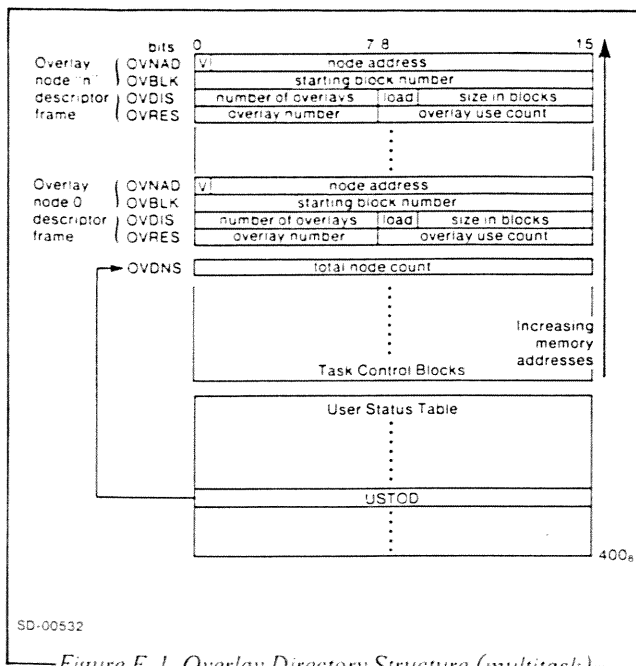 bits 0 7 8 15
Overlay OVNAD V node address
node "n" OVBLK starting block number
descriptor OVDIS number of overlays load size in blocks
frame OVRES overlay number overlay use count
Overlay OVNAD V node address
node 0 OVBLK starting block number
descriptor OVDIS number of overlays load size in blocks
frame OVRES overlay number overlay use count
OVDNS total node count
Increasing
memory
addresses
Task Control Blocks
User Status Table
USTOD
400₈
SD-00532
Figure E-1. Overlay Directory Structure (multitask)